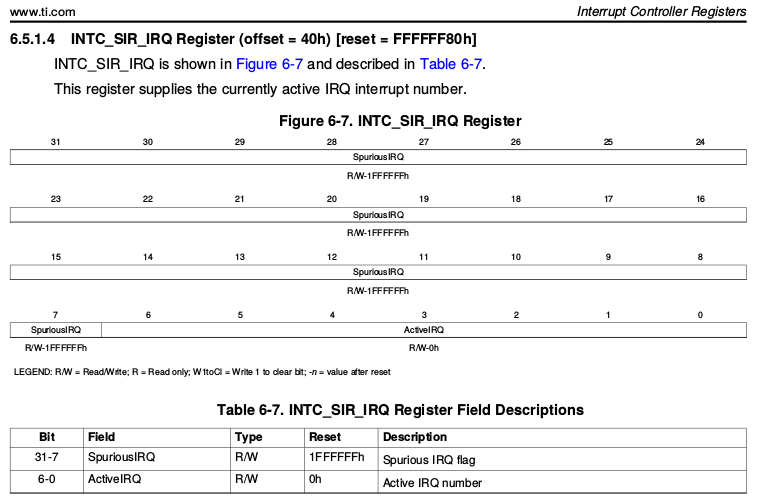 www.ti.com Interrupt Controller Registers
6.5.1.4 INTC_SIR_IRQ Register (offset = 40h) [reset = FFFFFF80h]
INTC_SIR_IRQ is shown in Figure 6-7 and described in Table 6-7.
This register supplies the currently active IRQ interrupt number.
Figure 6-7. INTC_SIR_IRQ Register
31 30 29 28 27 26 25 24
SpuriousIRQ
R/W-1FFFFFFh
23 22 21 20 19 18 17 16
SpuriousIRQ
R/W-1FFFFFFh
15 14 13 12 11 10 9 8
SpuriousIRQ
R/W-1FFFFFFh
7 6 5 4 3 2 1 0
SpuriousIRQ ActiveIRQ
R/W-1FFFFFFh R/W-0h
LEGEND: R/W = Read/Write; R = Read only; W1toCl = Write 1 to clear bit; -n = value after reset
Table 6-7. INTC_SIR_IRQ Register Field Descriptions
Bit Field Type Reset Description
31-7 SpuriousIRQ R/W 1FFFFFFh Spurious IRQ flag
6-0 ActiveIRQ R/W 0h Active IRQ number